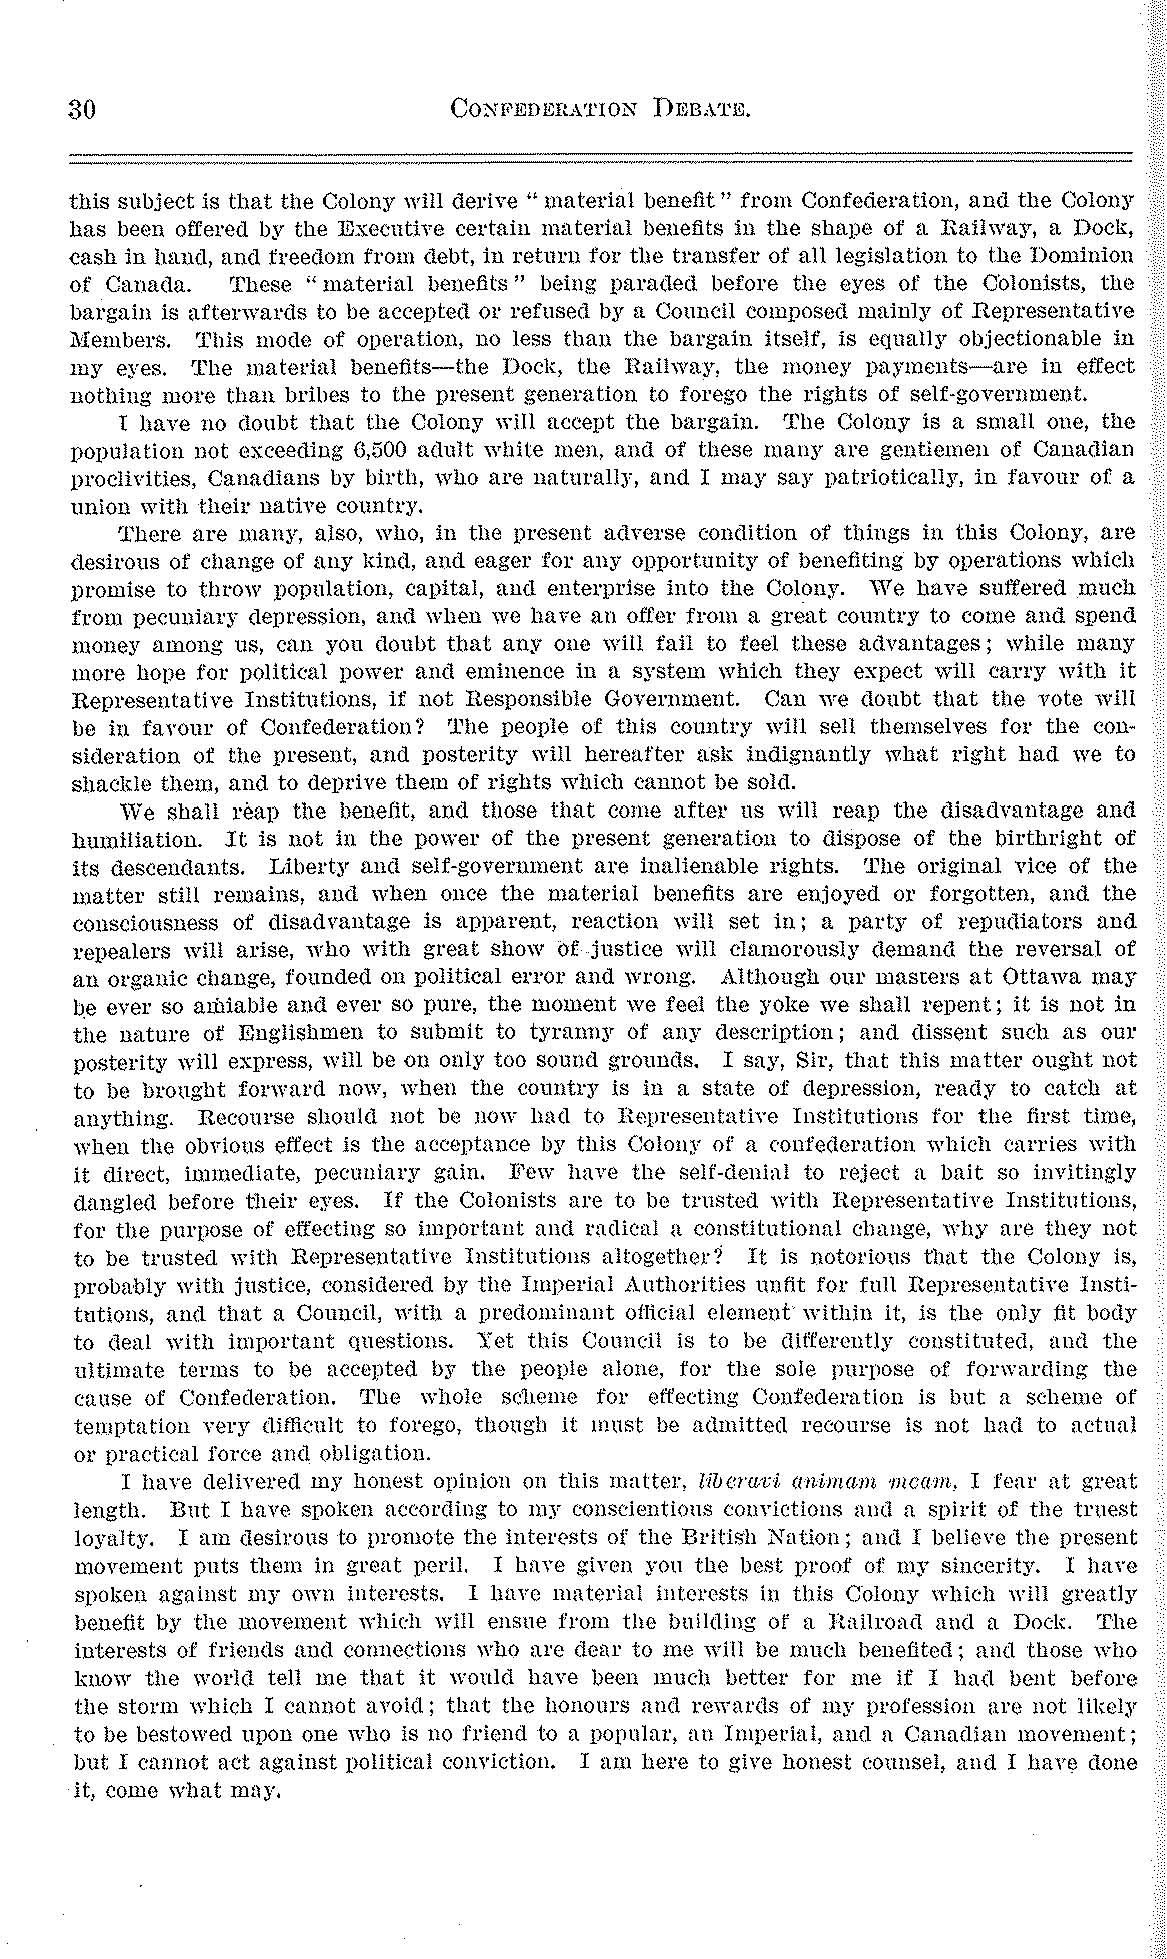 30 CONFEDERATION DEBATE.
this subject is that the Colony will derive “material benefit” from Confederation, and the Colony
has been offered by the Executive certain material benefits in the shape of a Railway, a Dock,
cash in hand, and freedom from debt, in return for the transfer of all legislation to the Dominion
of Canada. These “material benefits” being paraded before the eyes of the Colonists, the
bargain is afterwards to be accepted or refused by a Council composed mainly of Representative
Members. This mode of operation, no less than the bargain itself, is equally objectionable in
my eyes. The material benefits—the Dock, the Railway, the money payments—are in effect
nothing more than bribes to the present generation to forego the rights of self-government.
I have no doubt that the Colony will accept the bargain. The Colony is a small one, the
population not exceeding 6,500 adult white men, and of these many are gentlemen of Canadian
proclivities, Canadians by birth, who are naturally, and I may say patriotically, in favour of a
union with their native country.
There are many, also, who, in the present adverse condition of things in this Colony, are
desirous of change of any kind, and eager for any opportunity of benefiting by operations which
promise to throw population, capital, and enterprise into the Colony. We have suffered much
from pecuniary depression, and when we have an offer from a great country to come and spend
money among us, can you doubt that any one will fail to feel these advantages; while many
more hope for political power and eminence in a system which they expect will carry with it
Representative Institutions, if not Responsible Government. Can we doubt that the vote will
be in favour of Confederation? The people of this country will sell themselves for the con-
sideration of the present, and posterity will hereafter ask indignantly what right had we to
shackle them, and to deprive them of rights which cannot be sold.
We shall reap the benefit, and those that come after us will reap the disadvantage and
humiliation. It is not in the power of the present generation to dispose of the birthright of
its descendants. Liberty and self-government are inalienable rights. The original vice of the
matter still remains, and when once the material benefits are enjoyed or forgotten, and the
consciousness of disadvantage is apparent, reaction will set in; a party of repudiators and
repealers will arise, who with great show of justice will clamorously demand the reversal of
an organic change, founded on political error and wrong. Although our masters at Ottawa may
be ever so amiable and ever so pure, the moment we feel the yoke we shall repent; it is not in
the nature of Englishmen to submit to tyranny of any description; and dissent such as our
posterity will express, will be on only too sound grounds. I say, Sir, that this matter ought not
to be brought forward now, when the country is in a state of depression, ready to catch at
anything. Recourse should not be now had to Representative Institutions for the first time,
when the obvious effect is the acceptance by this Colony of a confederation which carries with
it direct, immediate, pecuniary gain. Few have the self-denial to reject a bait so invitingly
dangled before their eyes. If the Colonists are to be trusted with Representative Institutions,
for the purpose of effecting so important and radical a constitutional change, why are they not
to be trusted with Representative Institutions altogether? It is notorious that the Colony is,
probably with justice, considered by the Imperial Authorities unfit for full Representative Insti-
tutions, and that a Council, with a predominant official element within it, is the only fit body
to deal with important questions. Yet this Council is to be differently constituted, and the
ultimate terms to be accepted by the people alone, for the sole purpose of forwarding the
cause of Confederation. The whole scheme for effecting Confederation is but a scheme of
temptation very difficult to forego, though it must be admitted recourse is not had to actual
or practical force and obligation.
I have delivered my honest opinion on this matter, liberavi animam meam, I fear at great
length. But I have spoken according to my conscientious convictions and a spirit of the truest
loyalty. I am desirous to promote the interests of the British Nation; and I believe the present
movement puts them in great peril. I have given you the best proof of my sincerity. I have
spoken against my own interests. I have material interests in this Colony which will greatly
benefit by the movement which will ensue from the building of a Railroad and a Dock. The
interests of friends and connections who are dear to me will be much benefited; and those who
know the world tell me that it would have been much better for me if I had bent before
the storm which I cannot avoid; that the honours and rewards of my profession are not likely
to be bestowed upon one who is no friend to a popular, an Imperial, and a Canadian movement;
but I cannot act against political conviction. I am here to give honest counsel, and I have done
it, come what may.